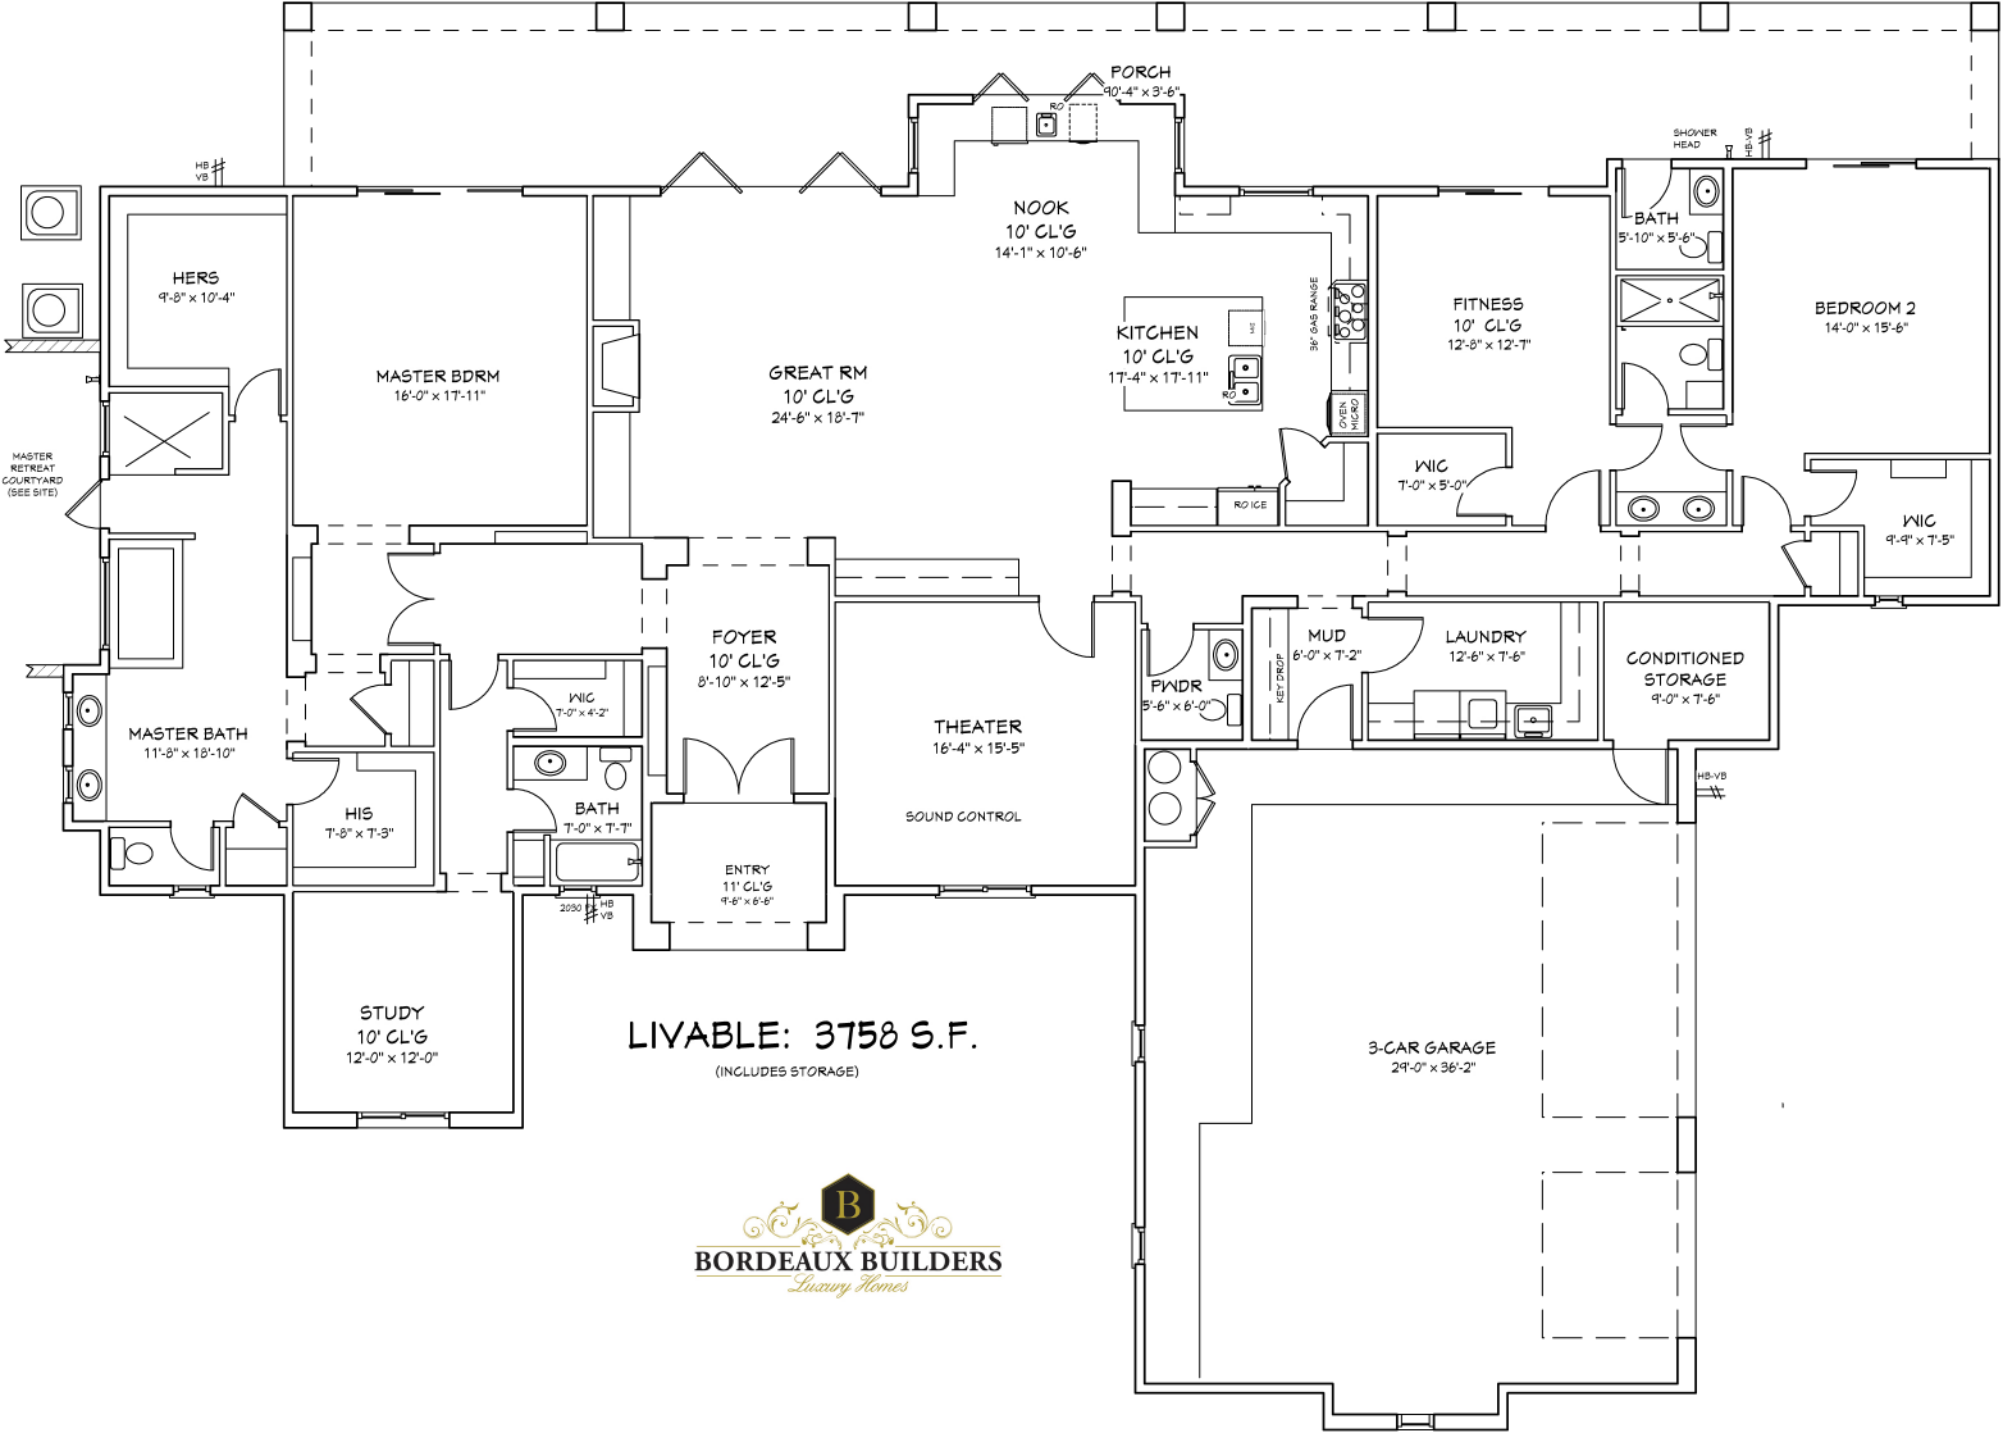 PORCH
90'-4" x 3'-6"
RO
SHOWER
HEAD
HB-VB
HB
VB
NOOK
10' CL'G
14'-1" x 10'-6"
BATH
5'-10" x 5'-6"
HERS
9'-8" x 10'-4"
MASTER BDRM
16'-0" x 17'-11"
GREAT RM
10' CL'G
24'-6" x 18'-7"
KITCHEN
10' CL'G
17'-4" x 17'-11"
RO
36" GAS RANGE
OVEN
MICRO
FITNESS
10' CL'G
12'-8" x 12'-7"
BEDROOM 2
14'-0" x 15'-6"
MASTER
RETREAT
COURTYARD
(SEE SITE)
WIC
7'-0" x 5'-0"
RO ICE
WIC
9'-9" x 7'-5"
FOYER
10' CL'G
8'-10" x 12'-5"
MUD
6'-0" x 7'-2"
KEY DROP
LAUNDRY
12'-6" x 7'-6"
CONDITIONED
STORAGE
9'-0" x 7'-6"
PWDR
5'-6" x 6'-0"
WIC
7'-0" x 4'-2"
MASTER BATH
11'-8" x 18'-10"
THEATER
16'-4" x 15'-5"
SOUND CONTROL
HB-VB
HIS
7'-8" x 7'-3"
BATH
7'-0" x 7'-7"
ENTRY
11' CL'G
9'-6" x 6'-6"
2030
HB
VB
STUDY
10' CL'G
12'-0" x 12'-0"
LIVABLE: 3758 S.F.
(INCLUDES STORAGE)
3-CAR GARAGE
29'-0" x 36'-2"
B
BORDEAUX BUILDERS
Luxury Homes